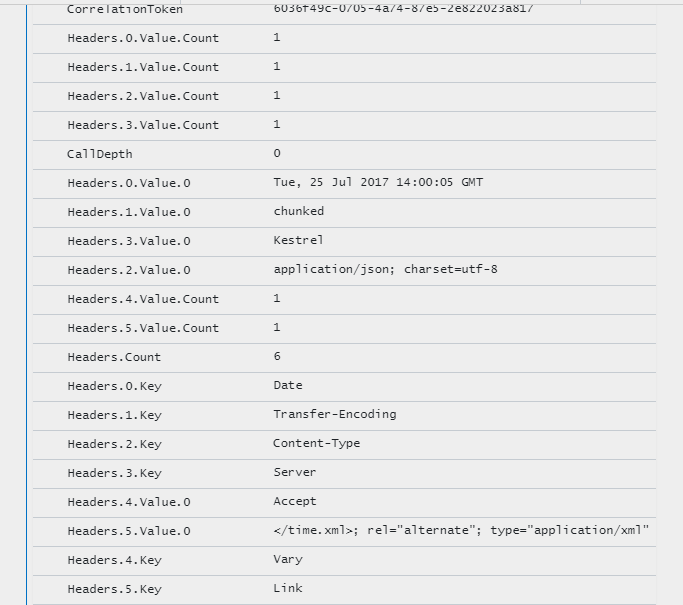 CorrelationToken
Headers.0.Value.Count 1
Headers.1.Value.Count 1
Headers.2.Value.Count 1
Headers.3.Value.Count 1
CallDepth 0
Headers.0.Value.0 Tue, 25 Jul 2017 14:00:05 GMT
Headers.1.Value.0 chunked
Headers.3.Value.0 Kestrel
Headers.2.Value.0 application/json; charset=utf-8
Headers.4.Value.Count 1
Headers.5.Value.Count 1
Headers.Count 6
Headers.0.Key Date
Headers.1.Key Transfer-Encoding
Headers.2.Key Content-Type
Headers.3.Key Server
Headers.4.Value.0 Accept
Headers.5.Value.0 </time.xml>; rel="alternate"; type="application/xml"
Headers.4.Key Vary
Headers.5.Key Link